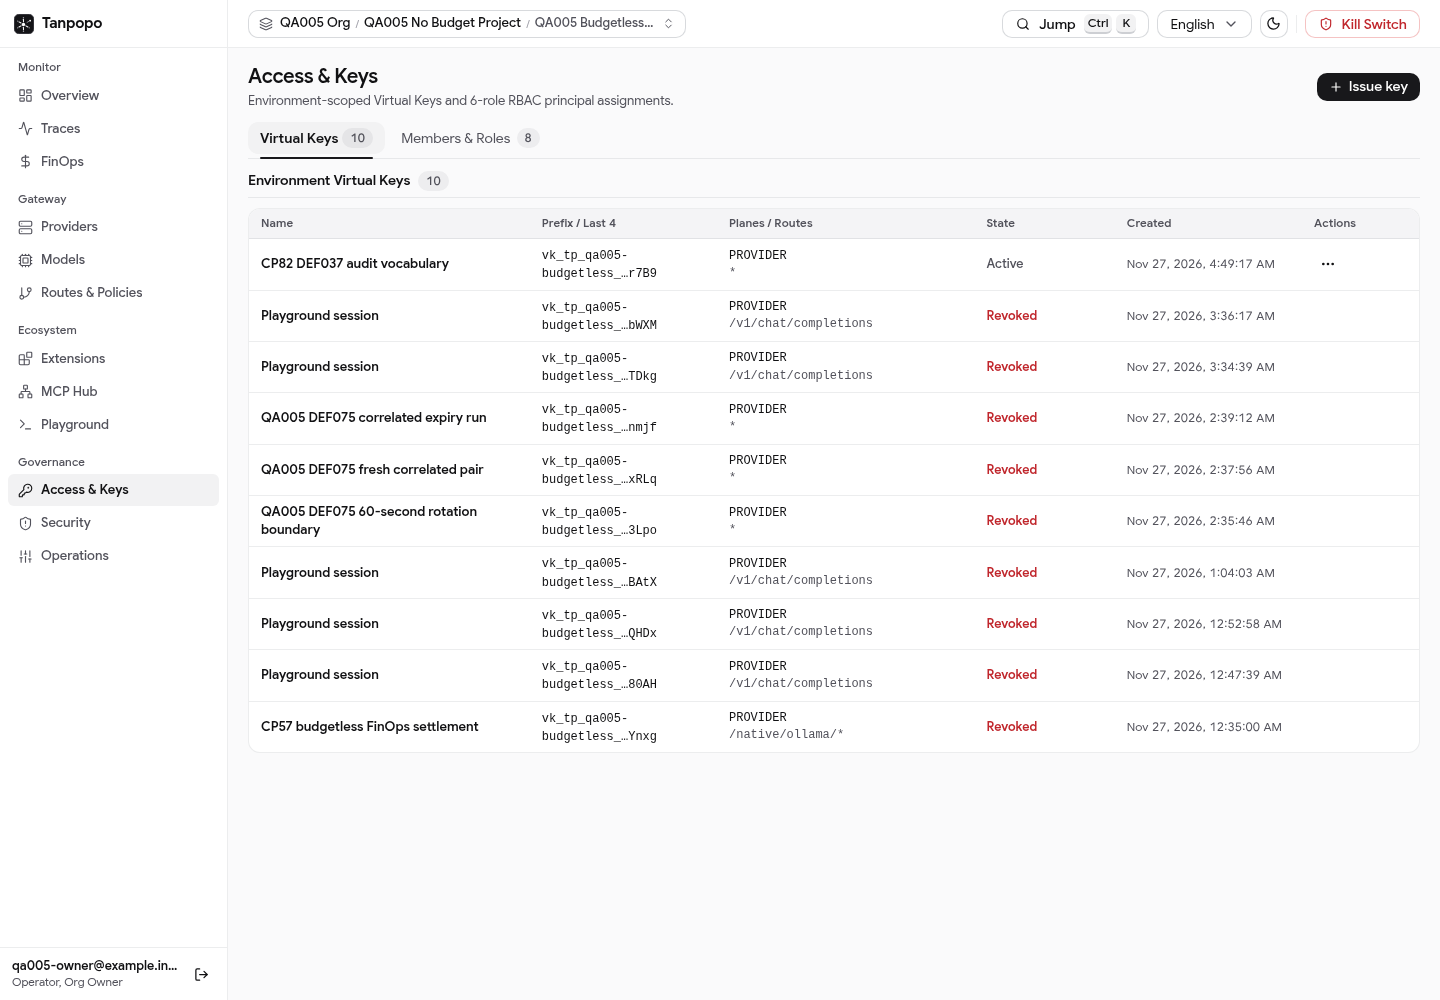 Tanpopo
QA005 Org / QA005 No Budget Project / QA005 Budgetless...
Jump Ctrl K
English
Kill Switch
Monitor
Overview
Traces
FinOps
Gateway
Providers
Models
Routes & Policies
Ecosystem
Extensions
MCP Hub
Playground
Governance
Access & Keys
Security
Operations
qa005-owner@example.in...
Operator, Org Owner
Access & Keys
Environment-scoped Virtual Keys and 6-role RBAC principal assignments.
Issue key
Virtual Keys 10 Members & Roles 8
Environment Virtual Keys 10
Name Prefix / Last 4 Planes / Routes State Created Actions
CP82 DEF037 audit vocabulary vk_tp_qa005- PROVIDER Active Nov 27, 2026, 4:49:17 AM
budgetless_…r7B9 *
Playground session vk_tp_qa005- PROVIDER Revoked Nov 27, 2026, 3:36:17 AM
budgetless_…bWXM /v1/chat/completions
Playground session vk_tp_qa005- PROVIDER Revoked Nov 27, 2026, 3:34:39 AM
budgetless_…TDkg /v1/chat/completions
QA005 DEF075 correlated expiry run vk_tp_qa005- PROVIDER Revoked Nov 27, 2026, 2:39:12 AM
budgetless_…nmjf *
QA005 DEF075 fresh correlated pair vk_tp_qa005- PROVIDER Revoked Nov 27, 2026, 2:37:56 AM
budgetless_…xRLq *
QA005 DEF075 60-second rotation vk_tp_qa005- PROVIDER Revoked Nov 27, 2026, 2:35:46 AM
boundary budgetless_…3Lpo *
Playground session vk_tp_qa005- PROVIDER Revoked Nov 27, 2026, 1:04:03 AM
budgetless_…BAtX /v1/chat/completions
Playground session vk_tp_qa005- PROVIDER Revoked Nov 27, 2026, 12:52:58 AM
budgetless_…QHDx /v1/chat/completions
Playground session vk_tp_qa005- PROVIDER Revoked Nov 27, 2026, 12:47:39 AM
budgetless_…80AH /v1/chat/completions
CP57 budgetless FinOps settlement vk_tp_qa005- PROVIDER Revoked Nov 27, 2026, 12:35:00 AM
budgetless_…Ynxg /native/ollama/*